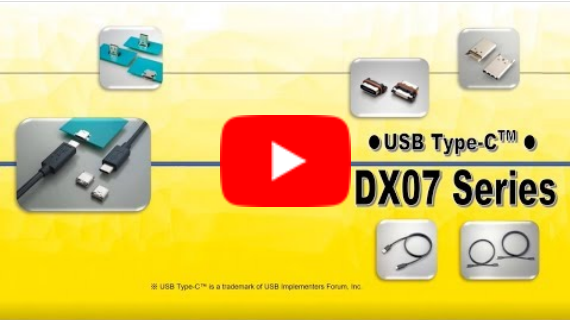 ●USB Type-C™ ●
DX07 Series
※ USB Type-C™ is a trademark of USB Implementers Forum, Inc.